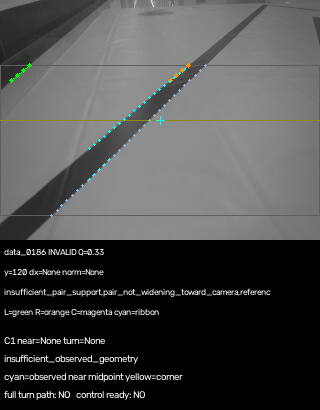 data_0186 INVALID Q=0.33
y=120 dx=None norm=None
insufficient_pair_support,pair_not_widening_toward_camera,referenc
L=green R=orange C=magenta cyan=ribbon
C1 near=None turn=None
insufficient_observed_geometry
cyan=observed near midpoint yellow=corner
full turn path: NO control ready: NO